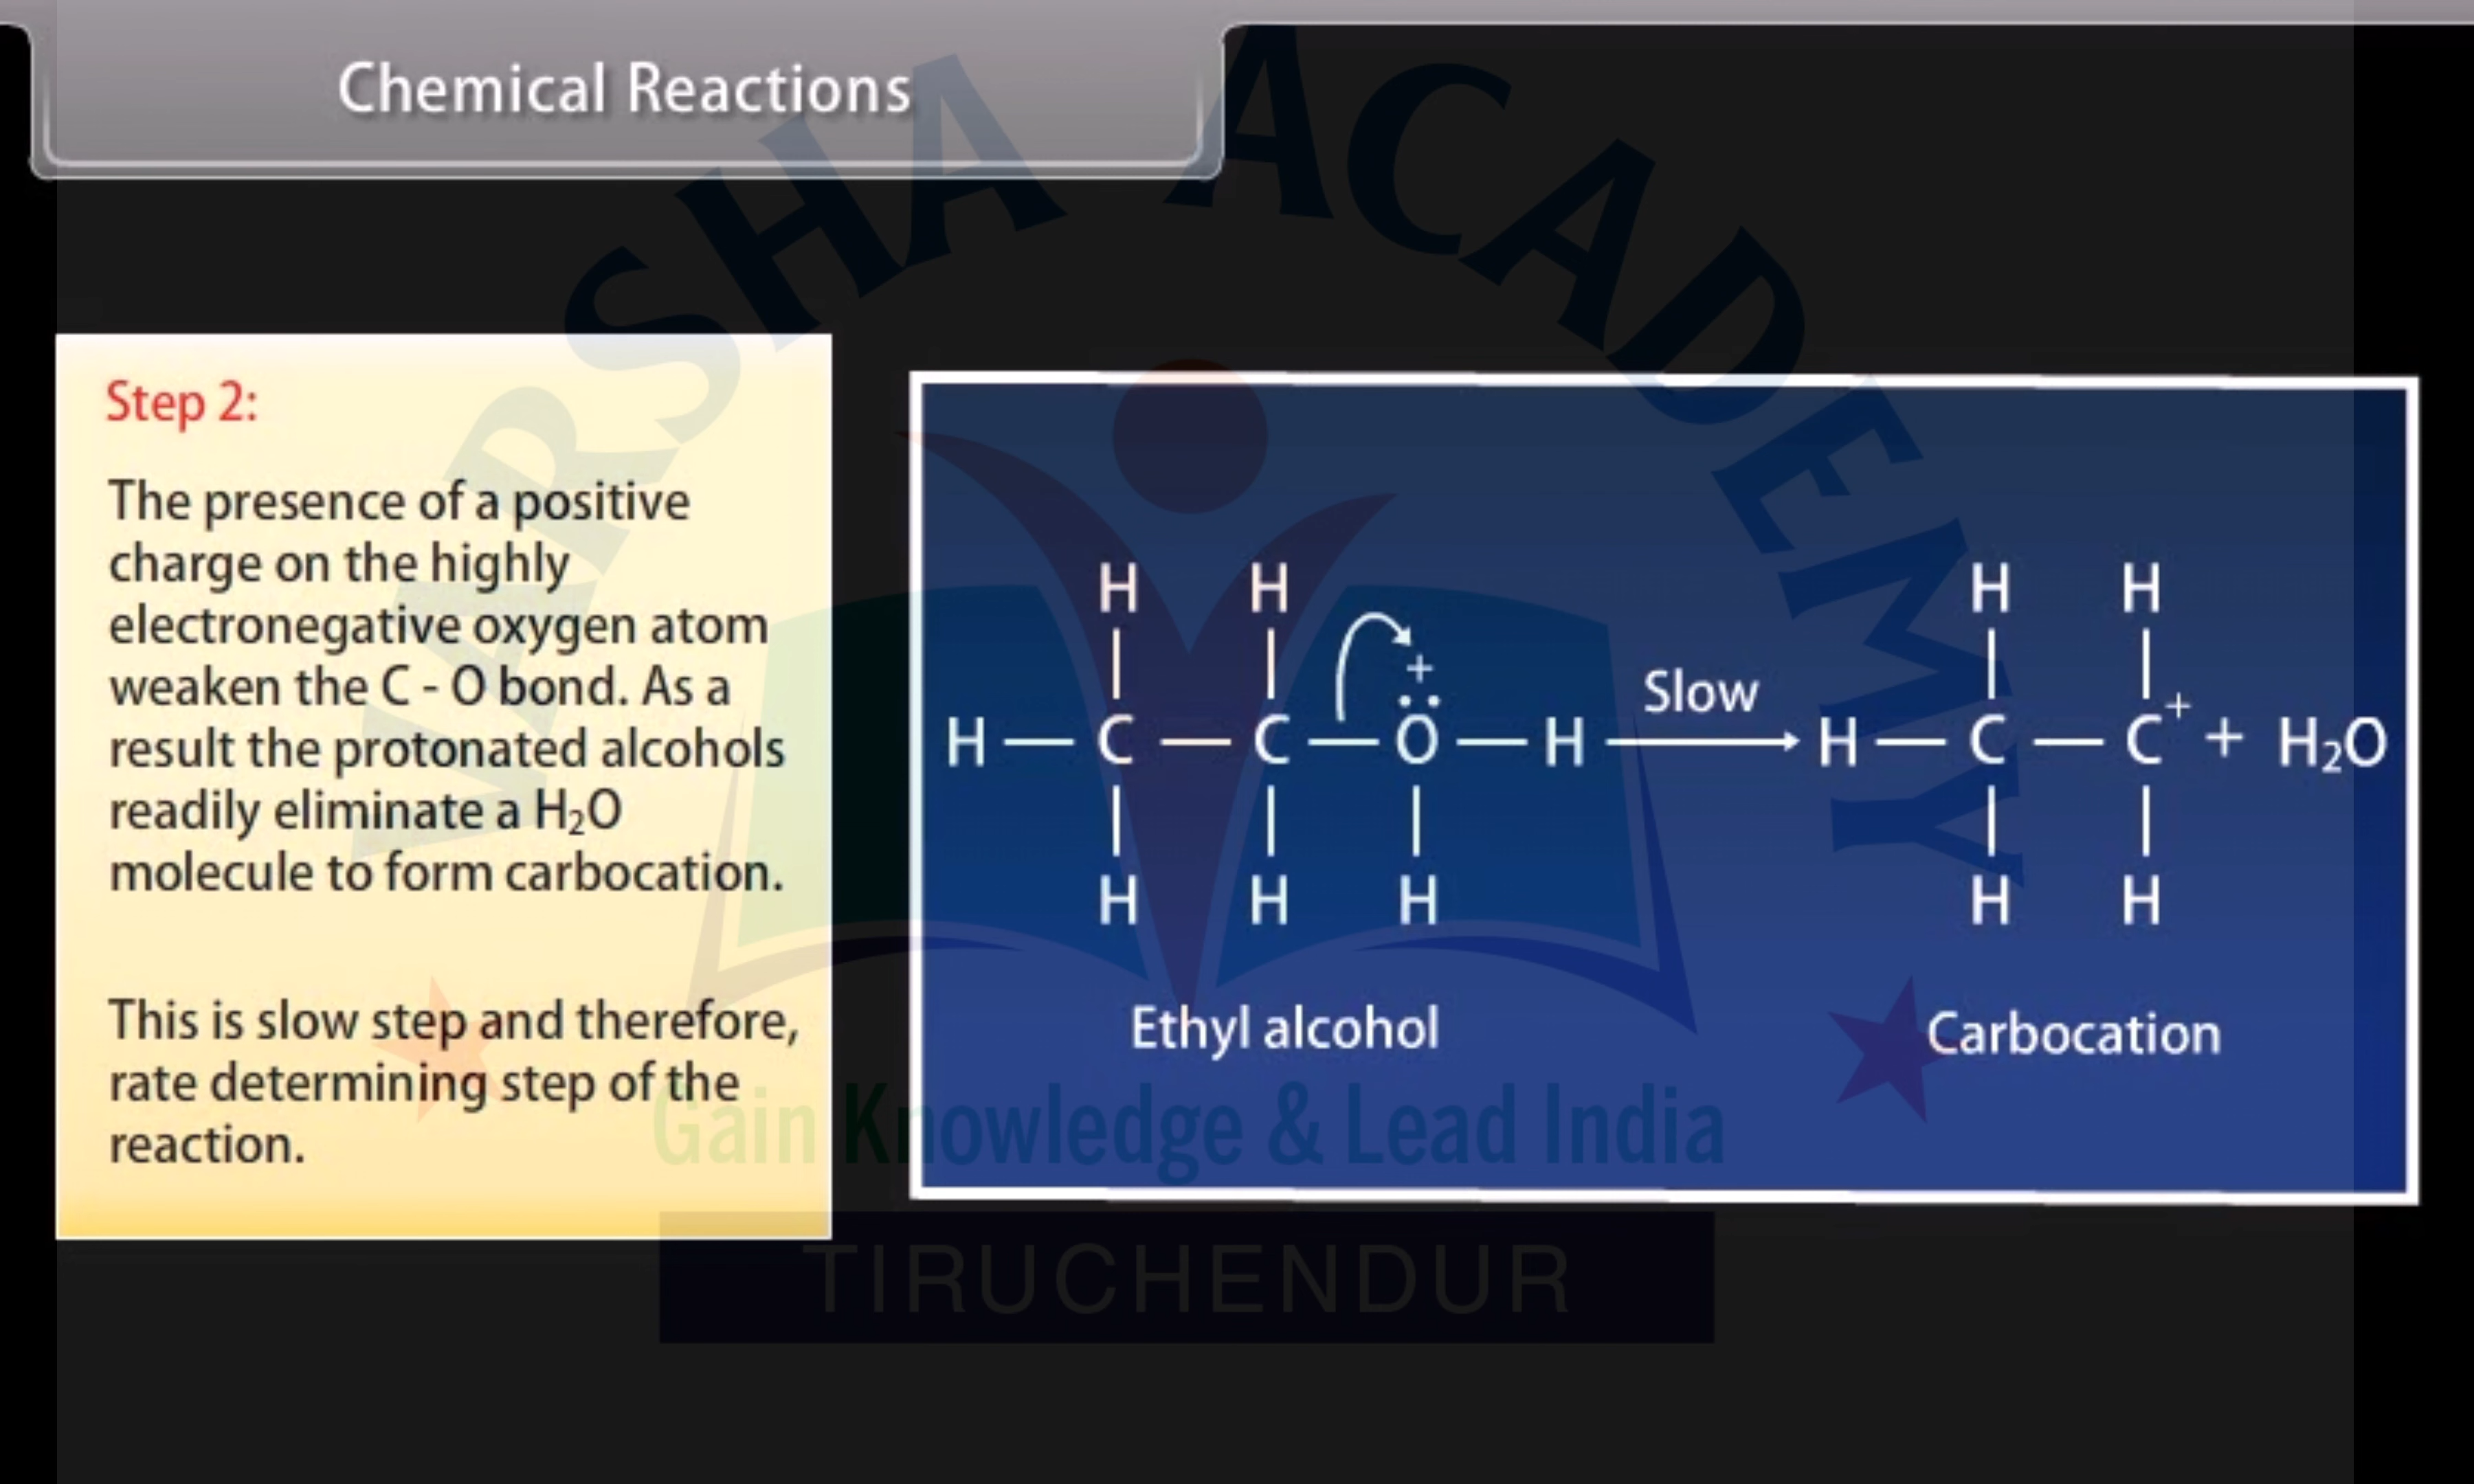 Chemical Reactions
VARSHA ACADEMY
Step 2:
The presence of a positive
charge on the highly
electronegative oxygen atom
weaken the C - O bond. As a
result the protonated alcohols
readily eliminate a H₂O
molecule to form carbocation.
This is slow step and therefore,
rate determining step of the
reaction.
H H H H
+
Slow
H — C — C — O — H → H — C — C⁺ + H₂O
H H H H H
Ethyl alcohol Carbocation
Gain Knowledge & Lead India
TIRUCHENDUR